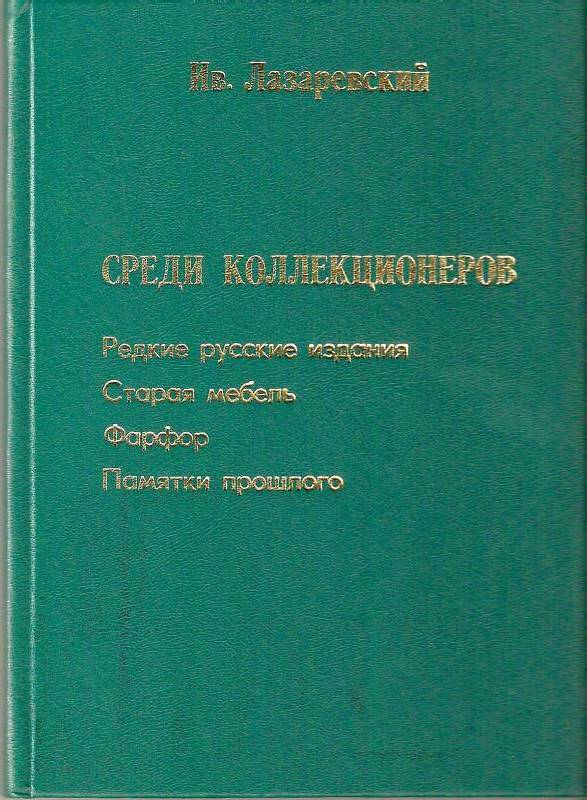 Ив. Лазаревский
СРЕДИ КОЛЛЕКЦИОНЕРОВ
Редкие русские издания
Старая мебель
Фарфор
Памятки прошлого